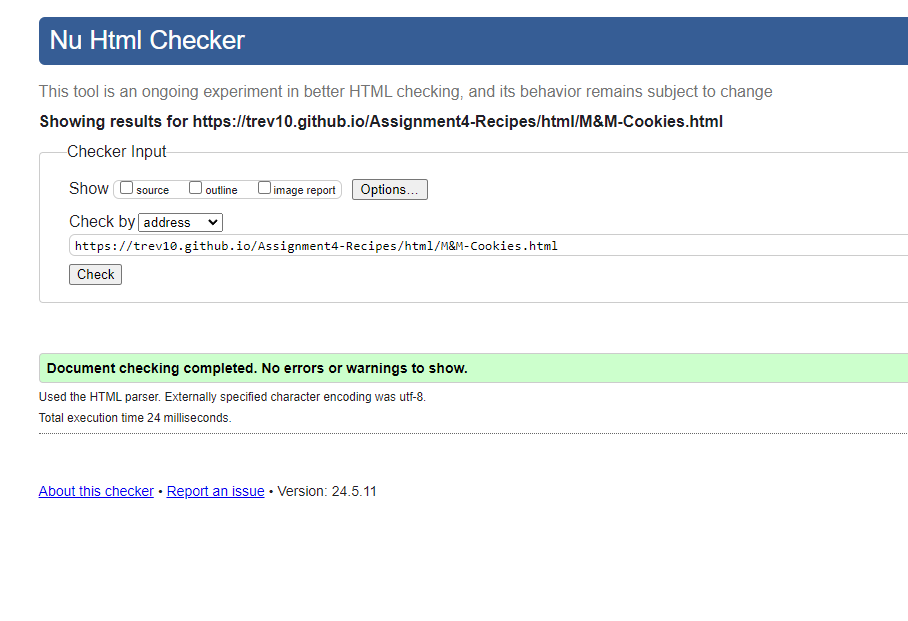 Nu Html Checker
This tool is an ongoing experiment in better HTML checking, and its behavior remains subject to change
Showing results for https://trev10.github.io/Assignment4-Recipes/html/M&M-Cookies.html
Checker Input
Show source outline image report Options...
Check by address
https://trev10.github.io/Assignment4-Recipes/html/M&M-Cookies.html
Check
Document checking completed. No errors or warnings to show.
Used the HTML parser. Externally specified character encoding was utf-8.
Total execution time 24 milliseconds.
About this checker • Report an issue • Version: 24.5.11